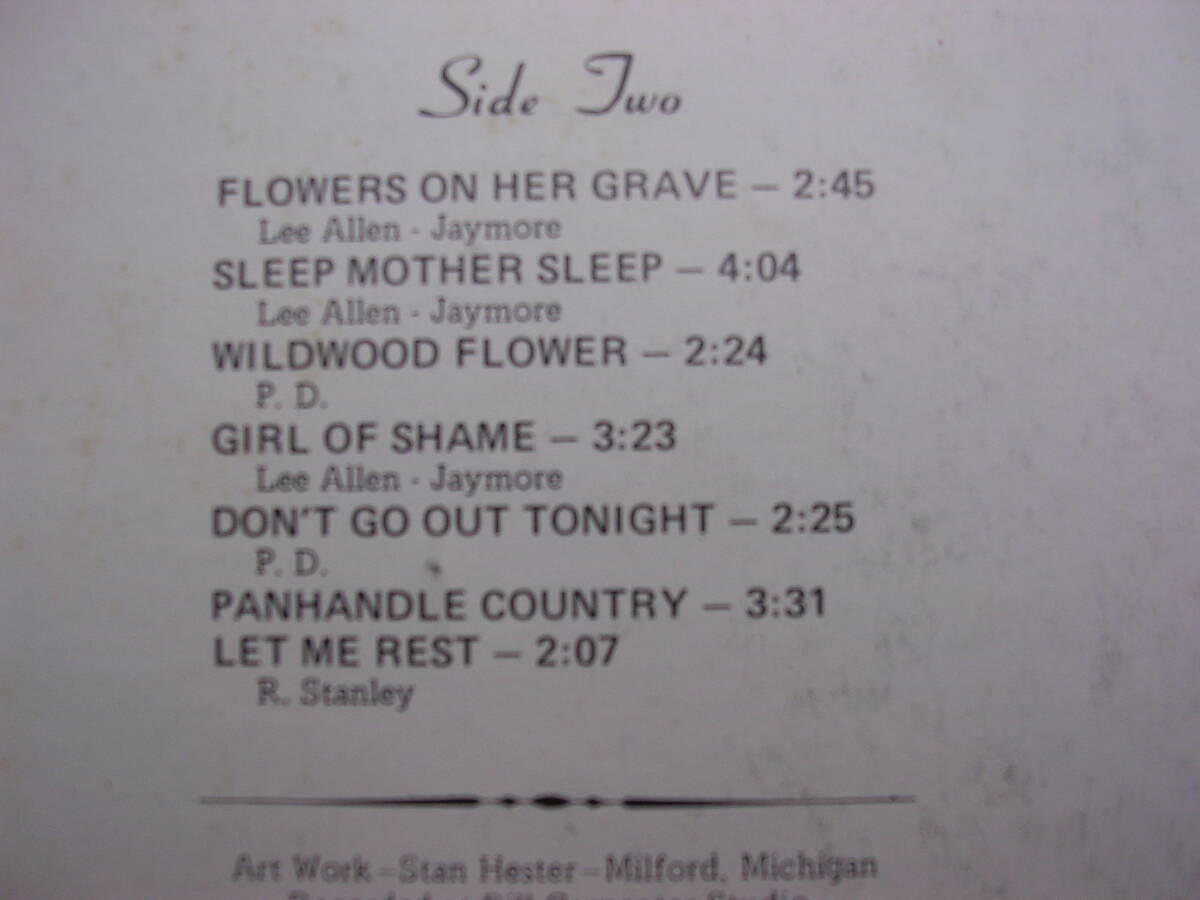 Side Two
FLOWERS ON HER GRAVE — 2:45
Lee Allen - Jaymore
SLEEP MOTHER SLEEP — 4:04
Lee Allen - Jaymore
WILDWOOD FLOWER — 2:24
P. D.
GIRL OF SHAME — 3:23
Lee Allen - Jaymore
DON'T GO OUT TONIGHT — 2:25
P. D.
PANHANDLE COUNTRY — 3:31
LET ME REST — 2:07
R. Stanley
Art Work—Stan Hester—Milford, Michigan